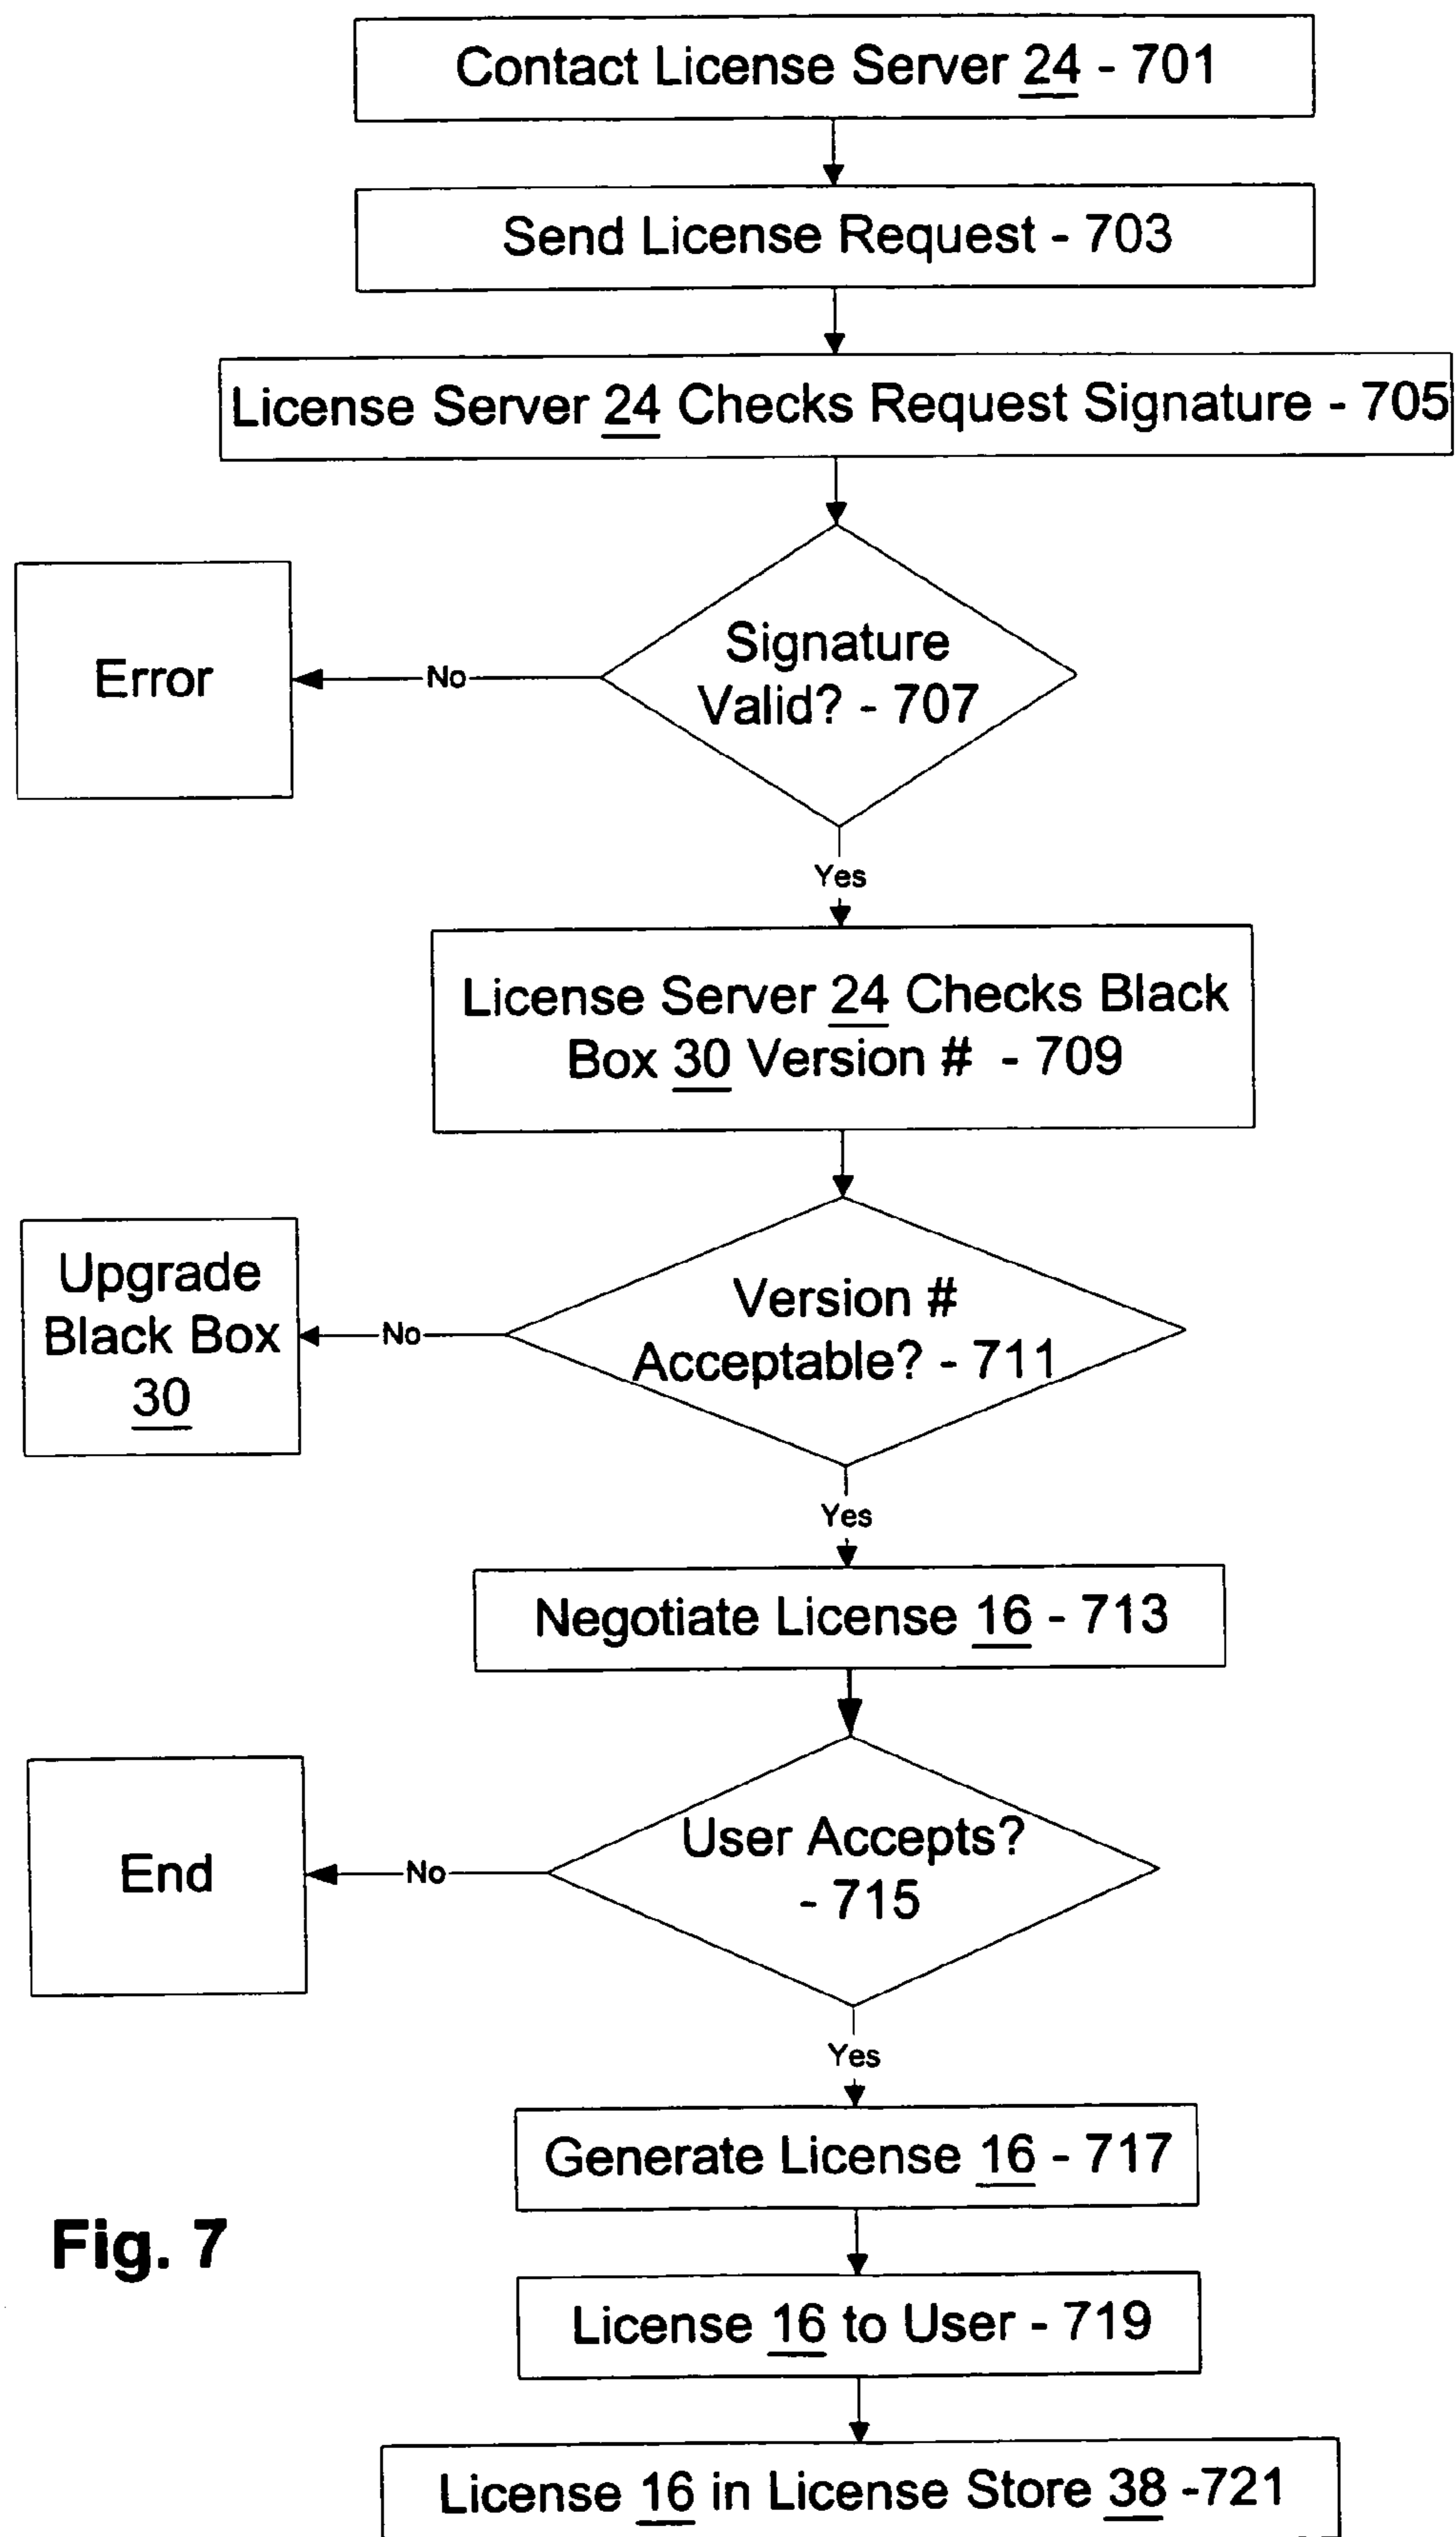 Contact License Server 24 - 701
Send License Request - 703
License Server 24 Checks Request Signature - 705
Signature
Valid? - 707
No
Error
Yes
License Server 24 Checks Black
Box 30 Version # - 709
Version #
Acceptable? - 711
No
Upgrade
Black Box
30
Yes
Negotiate License 16 - 713
User Accepts?
- 715
No
End
Yes
Generate License 16 - 717
Fig. 7
License 16 to User - 719
License 16 in License Store 38 -721